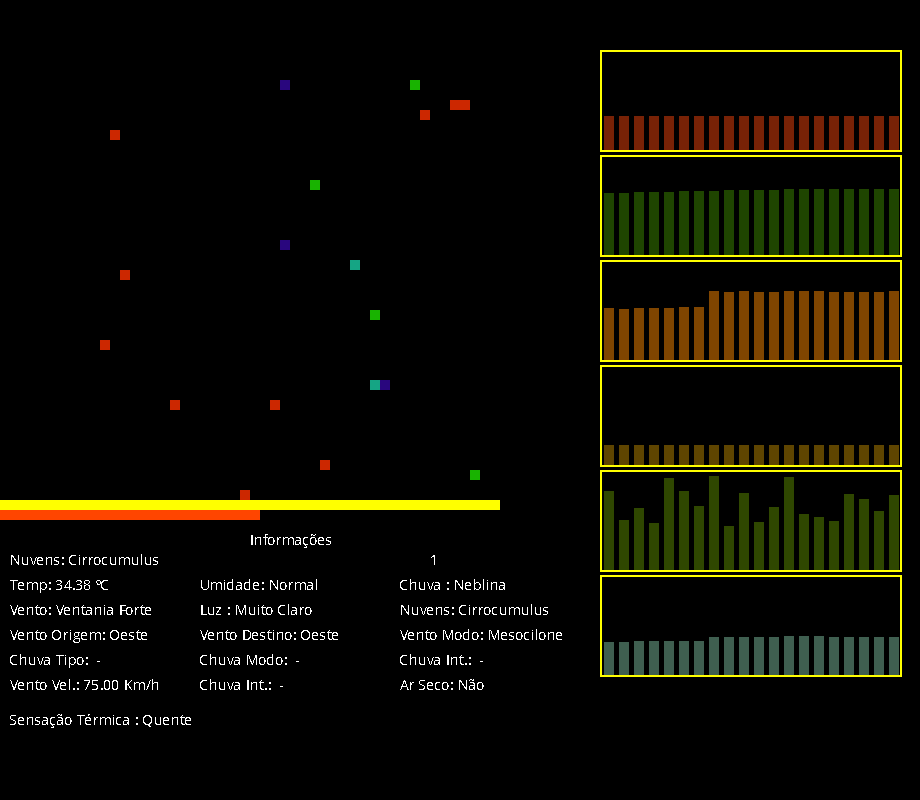 Informações
Nuvens: Cirrocumulus 1
Temp: 34.38 ºC Umidade: Normal Chuva : Neblina
Vento: Ventania Forte Luz : Muito Claro Nuvens: Cirrocumulus
Vento Origem: Oeste Vento Destino: Oeste Vento Modo: Mesocilone
Chuva Tipo: - Chuva Modo: - Chuva Int.: -
Vento Vel.: 75.00 Km/h Chuva Int.: - Ar Seco: Não
Sensação Térmica : Quente